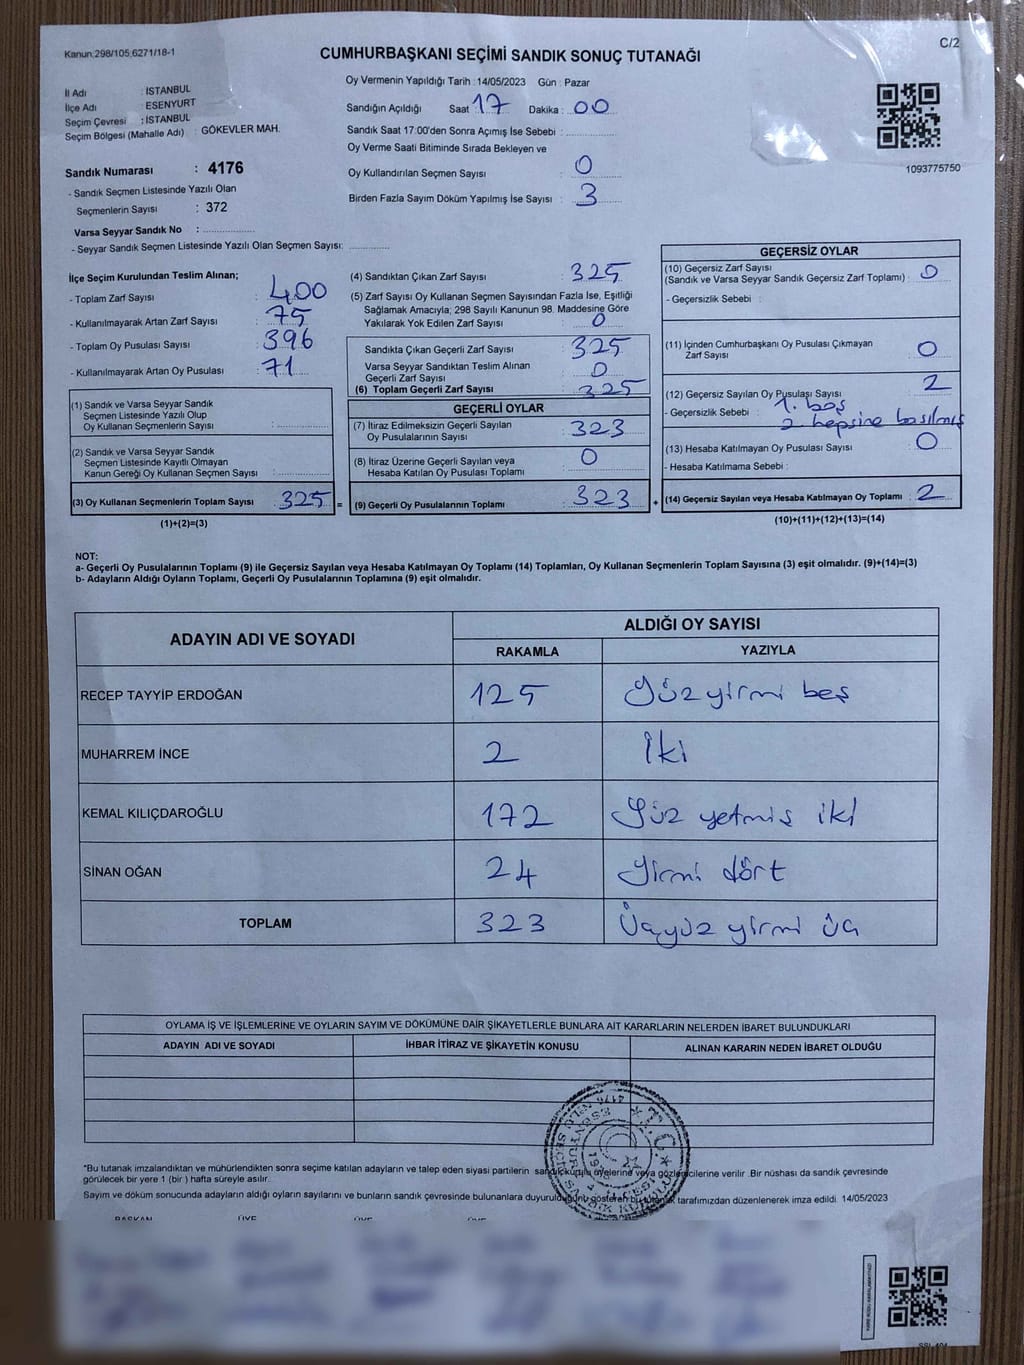 Kanun:298/105;6271/18-1
C/2
CUMHURBAŞKANI SEÇİMİ SANDIK SONUÇ TUTANAĞI
İl Adı : İSTANBUL
İlçe Adı : ESENYURT
Seçim Çevresi : İSTANBUL
Seçim Bölgesi (Mahalle Adı) : GÖKEVLER MAH.
Oy Vermenin Yapıldığı Tarih : 14/05/2023 Gün : Pazar
Sandığın Açıldığı Saat 17 Dakika : 00
Sandık Saat 17:00'den Sonra Açımış İse Sebebi :
Oy Verme Saati Bitiminde Sırada Bekleyen ve
Oy Kullandırılan Seçmen Sayısı : 0
Birden Fazla Sayım Döküm Yapılmış İse Sayısı : 3
1093775750
Sandık Numarası : 4176
- Sandık Seçmen Listesinde Yazılı Olan
Seçmenlerin Sayısı : 372
Varsa Seyyar Sandık No :
- Seyyar Sandık Seçmen Listesinde Yazılı Olan Seçmen Sayısı:
İlçe Seçim Kurulundan Teslim Alınan;
- Toplam Zarf Sayısı : 400
- Kullanılmayarak Artan Zarf Sayısı : 75
- Toplam Oy Pusulası Sayısı : 396
- Kullanılmayarak Artan Oy Pusulası : 71
(1) Sandık ve Varsa Seyyar Sandık
Seçmen Listesinde Yazılı Olup
Oy Kullanan Seçmenlerin Sayısı :
(2) Sandık ve Varsa Seyyar Sandık
Seçmen Listesinde Kayıtlı Olmayan
Kanun Gereği Oy Kullanan Seçmen Sayısı :
(3) Oy Kullanan Seçmenlerin Toplam Sayısı : 325 =
(1)+(2)=(3)
(4) Sandıktan Çıkan Zarf Sayısı : 325
(5) Zarf Sayısı Oy Kullanan Seçmen Sayısından Fazla İse, Eşitliği
Sağlamak Amacıyla; 298 Sayılı Kanunun 98. Maddesine Göre
Yakılarak Yok Edilen Zarf Sayısı : 0
Sandıkta Çıkan Geçerli Zarf Sayısı : 325
Varsa Seyyar Sandıktan Teslim Alınan
Geçerli Zarf Sayısı : 0
(6) Toplam Geçerli Zarf Sayısı : 325
GEÇERLİ OYLAR
(7) İtiraz Edilmeksizin Geçerli Sayılan
Oy Pusulalarının Sayısı : 323
(8) İtiraz Üzerine Geçerli Sayılan veya
Hesaba Katılan Oy Pusulası Toplamı : 0
(9) Geçerli Oy Pusulalarının Toplamı : 323 +
GEÇERSİZ OYLAR
(10) Geçersiz Zarf Sayısı
(Sandık ve Varsa Seyyar Sandık Geçersiz Zarf Toplamı) : 0
- Geçersizlik Sebebi :
(11) İçinden Cumhurbaşkanı Oy Pusulası Çıkmayan
Zarf Sayısı : 0
(12) Geçersiz Sayılan Oy Pusulası Sayısı : 2
- Geçersizlik Sebebi : 1. boş
2 hepsine basılmış
(13) Hesaba Katılmayan Oy Pusulası Sayısı : 0
- Hesaba Katılmama Sebebi :
(14) Geçersiz Sayılan veya Hesaba Katılmayan Oy Toplamı : 2
(10)+(11)+(12)+(13)=(14)
NOT:
a- Geçerli Oy Pusulalarının Toplamı (9) ile Geçersiz Sayılan veya Hesaba Katılmayan Oy Toplamı (14) Toplamları, Oy Kullanan Seçmenlerin Toplam Sayısına (3) eşit olmalıdır. (9)+(14)=(3)
b- Adayların Aldığı Oyların Toplamı, Geçerli Oy Pusulalarının Toplamına (9) eşit olmalıdır.
ADAYIN ADI VE SOYADI
ALDIĞI OY SAYISI
RAKAMLA YAZIYLA
RECEP TAYYİP ERDOĞAN 125 Yüz yirmi beş
MUHARREM İNCE 2 İki
KEMAL KILIÇDAROĞLU 172 Yüz yetmiş iki
SİNAN OĞAN 24 Yirmi dört
TOPLAM 323 Üçyüz yirmi üç
OYLAMA İŞ VE İŞLEMLERİNE VE OYLARIN SAYIM VE DÖKÜMÜNE DAİR ŞİKAYETLERLE BUNLARA AİT KARARLARIN NELERDEN İBARET BULUNDUKLARI
ADAYIN ADI VE SOYADI İHBAR İTİRAZ VE ŞİKAYETİN KONUSU ALINAN KARARIN NEDEN İBARET OLDUĞU
*Bu tutanak imzalandıktan ve mühürlendikten sonra seçime katılan adayların ve talep eden siyasi partilerin sandık kurulu üyelerine veya gözlemcilerine verilir .Bir nüshası da sandık çevresinde
görülecek bir yere 1 (bir ) hafta süreyle asılır.
Sayım ve döküm sonucunda adayların aldığı oyların sayılarını ve bunların sandık çevresinde bulunanlara duyurulduğunu gösteren bu tutanak tarafımızdan düzenlenerek imza edildi. 14/05/2023
BAŞKAN ÜYE ÜYE ÜYE